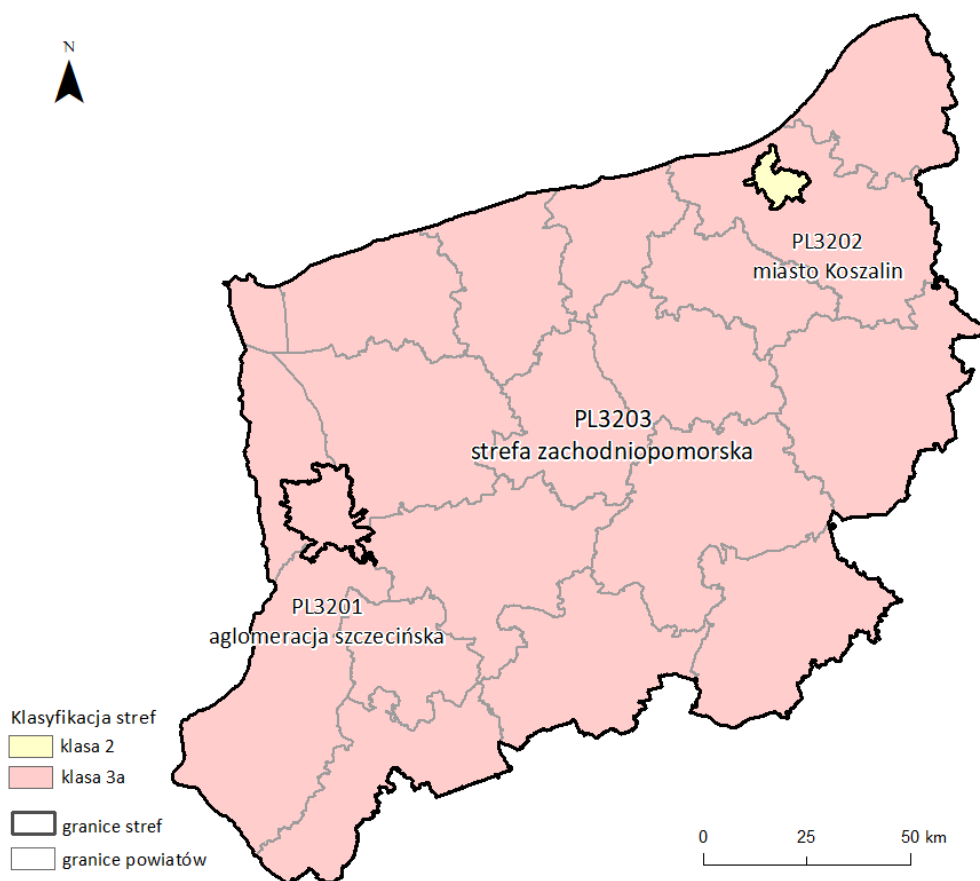 N
PL3202
miasto Koszalin
PL3203
strefa zachodniopomorska
PL3201
aglomeracja szczecińska
Klasyfikacja stref
klasa 2
klasa 3a
granice stref
granice powiatów
0 25 50 km